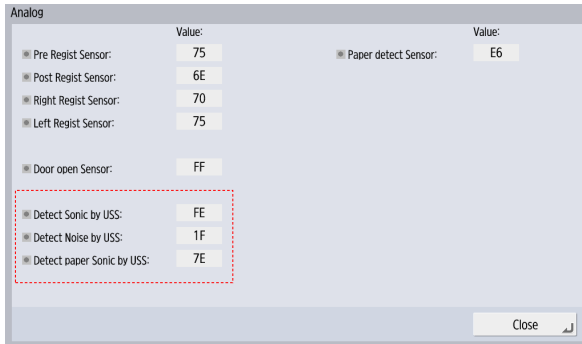 Analog
Value: Value:
Pre Regist Sensor: 75 Paper detect Sensor: E6
Post Regist Sensor: 6E
Right Regist Sensor: 70
Left Regist Sensor: 75
Door open Sensor: FF
Detect Sonic by USS: FE
Detect Noise by USS: 1F
Detect paper Sonic by USS: 7E
Close